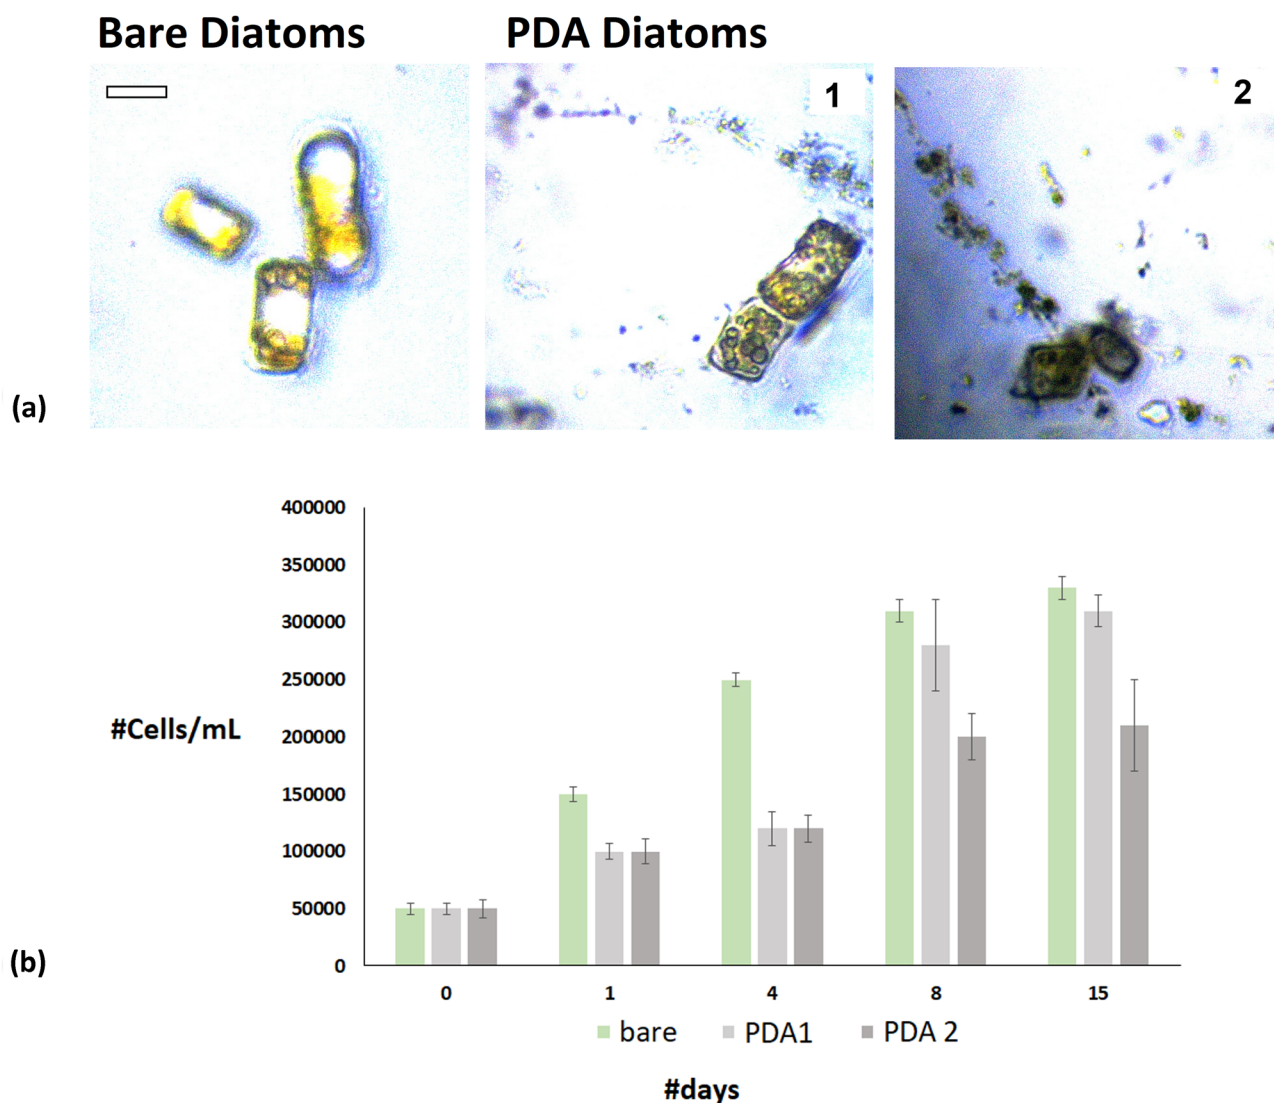 Bare Diatoms PDA Diatoms
1 2
(a)
400000
350000
300000
250000
#Cells/mL
200000
150000
100000
50000
(b)
0
0 1 4 8 15
bare PDA1 PDA 2
#days